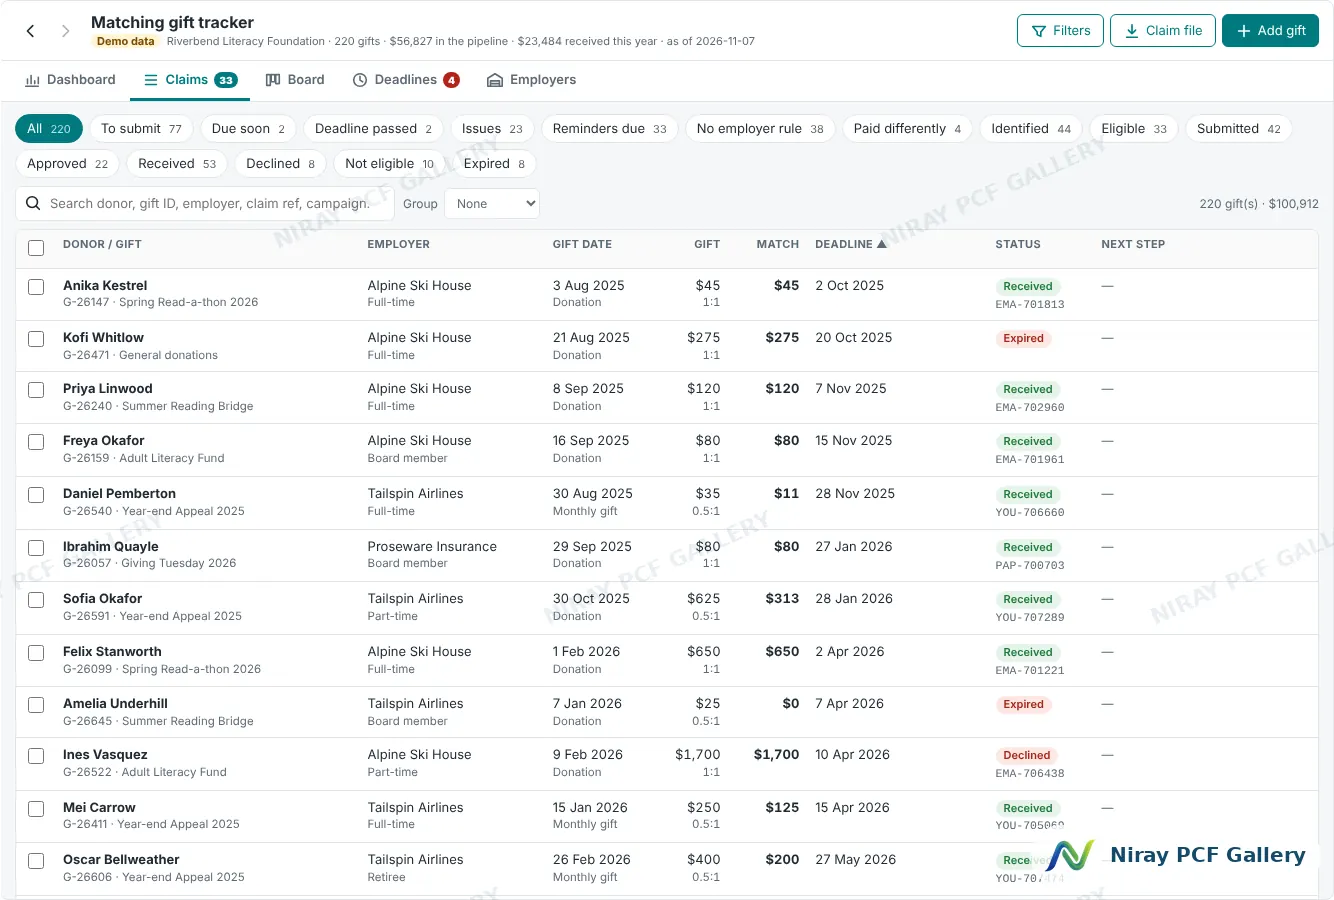 Matching gift tracker
Demo data Riverbend Literacy Foundation · 220 gifts · $56,827 in the pipeline · $23,484 received this year · as of 2026-11-07
Filters
Claim file
Add gift
Dashboard
Claims 33
Board
Deadlines 4
Employers
All 220
To submit 77
Due soon 2
Deadline passed 2
Issues 23
Reminders due 33
No employer rule 38
Paid differently 4
Identified 44
Eligible 33
Submitted 42
Approved 22
Received 53
Declined 8
Not eligible 10
Expired 8
Search donor, gift ID, employer, claim ref, campaign.
Group None
220 gift(s) · $100,912
DONOR / GIFT EMPLOYER GIFT DATE GIFT MATCH DEADLINE ▲ STATUS NEXT STEP
Anika Kestrel Alpine Ski House 3 Aug 2025 $45 $45 2 Oct 2025 Received —
G-26147 · Spring Read-a-thon 2026 Full-time Donation 1:1 EMA-701813
Kofi Whitlow Alpine Ski House 21 Aug 2025 $275 $275 20 Oct 2025 Expired —
G-26471 · General donations Full-time Donation 1:1
Priya Linwood Alpine Ski House 8 Sep 2025 $120 $120 7 Nov 2025 Received —
G-26240 · Summer Reading Bridge Full-time Donation 1:1 EMA-702960
Freya Okafor Alpine Ski House 16 Sep 2025 $80 $80 15 Nov 2025 Received —
G-26159 · Adult Literacy Fund Board member Donation 1:1 EMA-701961
Daniel Pemberton Tailspin Airlines 30 Aug 2025 $35 $11 28 Nov 2025 Received —
G-26540 · Year-end Appeal 2025 Full-time Monthly gift 0.5:1 YOU-706660
Ibrahim Quayle Proseware Insurance 29 Sep 2025 $80 $80 27 Jan 2026 Received —
G-26057 · Giving Tuesday 2026 Board member Donation 1:1 PAP-700703
Sofia Okafor Tailspin Airlines 30 Oct 2025 $625 $313 28 Jan 2026 Received —
G-26591 · Year-end Appeal 2025 Part-time Donation 0.5:1 YOU-707289
Felix Stanworth Alpine Ski House 1 Feb 2026 $650 $650 2 Apr 2026 Received —
G-26099 · Spring Read-a-thon 2026 Full-time Donation 1:1 EMA-701221
Amelia Underhill Tailspin Airlines 7 Jan 2026 $25 $0 7 Apr 2026 Expired —
G-26645 · Summer Reading Bridge Board member Donation 0.5:1
Ines Vasquez Alpine Ski House 9 Feb 2026 $1,700 $1,700 10 Apr 2026 Declined —
G-26522 · Adult Literacy Fund Part-time Donation 1:1 EMA-706438
Mei Carrow Tailspin Airlines 15 Jan 2026 $250 $125 15 Apr 2026 Received —
G-26411 · Year-end Appeal 2025 Full-time Monthly gift 0.5:1 YOU-705069
Oscar Bellweather Tailspin Airlines 26 Feb 2026 $400 $200 27 May 2026 Received
G-26606 · Year-end Appeal 2025 Retiree Monthly gift 0.5:1
Niray PCF Gallery
NIRAY PCF GALLERY
NIRAY PCF GALLERY
NIRAY PCF GALLERY